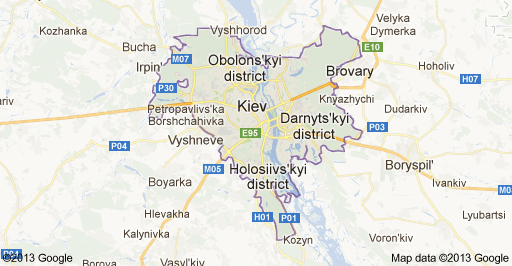 Vyshhorod
Kozhanka
Velyka
Dymerka
Bucha
E10
Irpin'
M07
Obolons'kyi
district
Hoholiv
Brovary
H07
P30
Kiev
Knyazhychi
Petropavlivs'ka
Borshchahivka
Dudarkiv
Darnyts'kyi
district
P03
E95
Vyshneve
P04
Boryspil'
M05
Holosiivs'kyi
district
Boyarka
Ivankiv
M03
Hlevakha
H01
P01
Lyubartsi
Kalynivka
Kozyn
Voron'kiv
P04
©2013 Google
Vasyl'kiv
Map data ©2013 Google